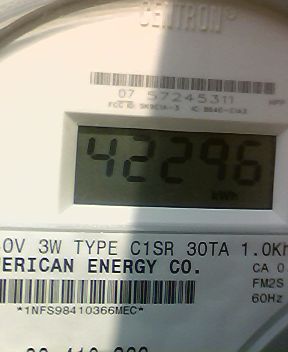 CENTRON®
07 57245311
42296
kWh
0V 3W TYPE C1SR 30TA 1.0Kh
ERICAN ENERGY CO.
CA 0
FM2S
60Hz
*1NFS98410366MEC*